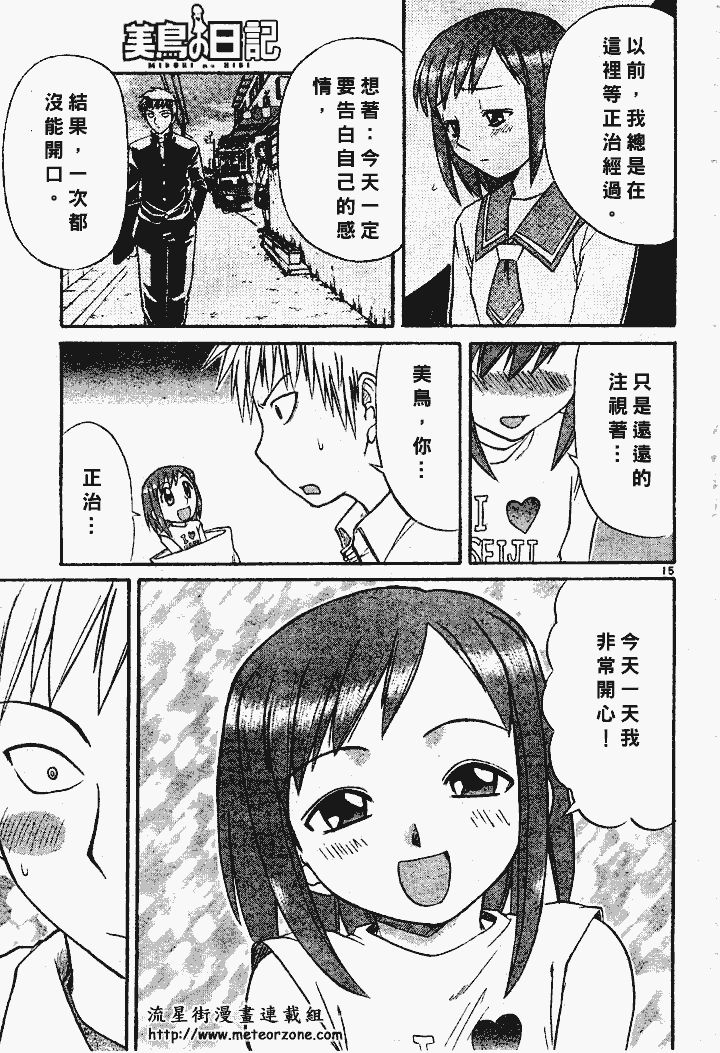 美鳥の日記
MIDORI no HIBI
以前，我總是在
這裡等正治經過。
想著：今天一定
要告白自己的感
情，
結果，一次都
沒能開口。
只是遠遠的
注視著…
I ♥
SEIJI
美鳥，你…
正治…
I ♥
15
今天一天我
非常開心！
I ♥
流星街漫畫連載組
http://www.meteorzone.com/